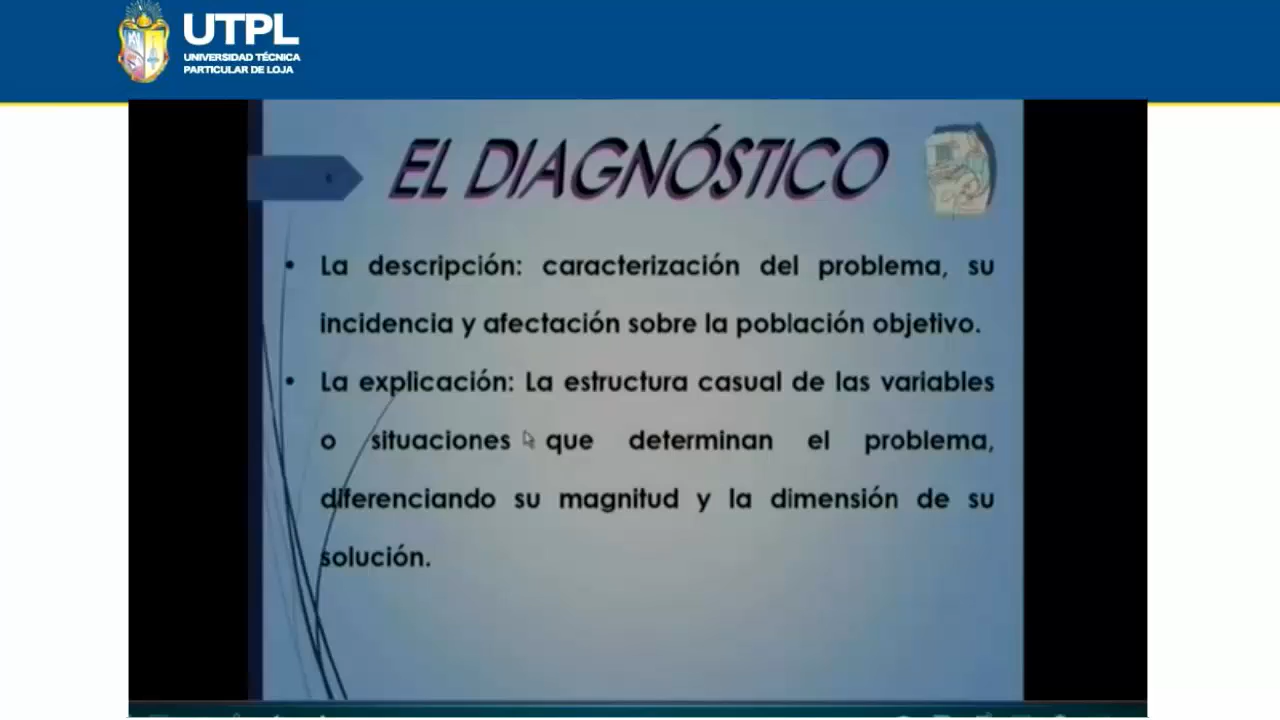 UTPL
UNIVERSIDAD TÉCNICA
PARTICULAR DE LOJA
EL DIAGNÓSTICO
• La descripción: caracterización del problema, su
incidencia y afectación sobre la población objetivo.
• La explicación: La estructura casual de las variables
o situaciones que determinan el problema,
diferenciando su magnitud y la dimensión de su
solución.